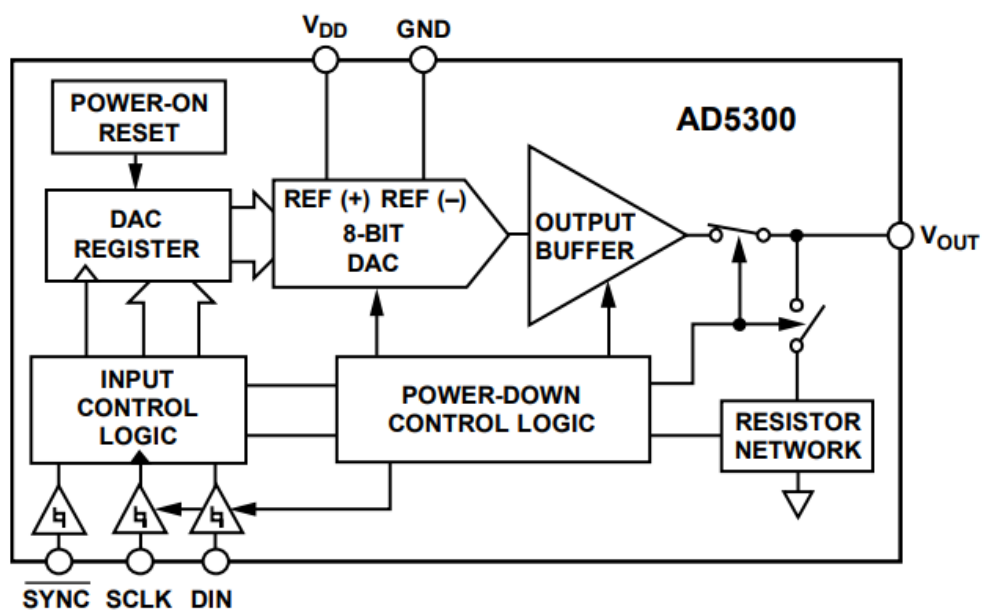 VDD GND
POWER-ON
RESET
AD5300
DAC
REGISTER
REF (+) REF (–)
8-BIT
DAC
OUTPUT
BUFFER
VOUT
INPUT
CONTROL
LOGIC
POWER-DOWN
CONTROL LOGIC
RESISTOR
NETWORK
SYNC SCLK DIN